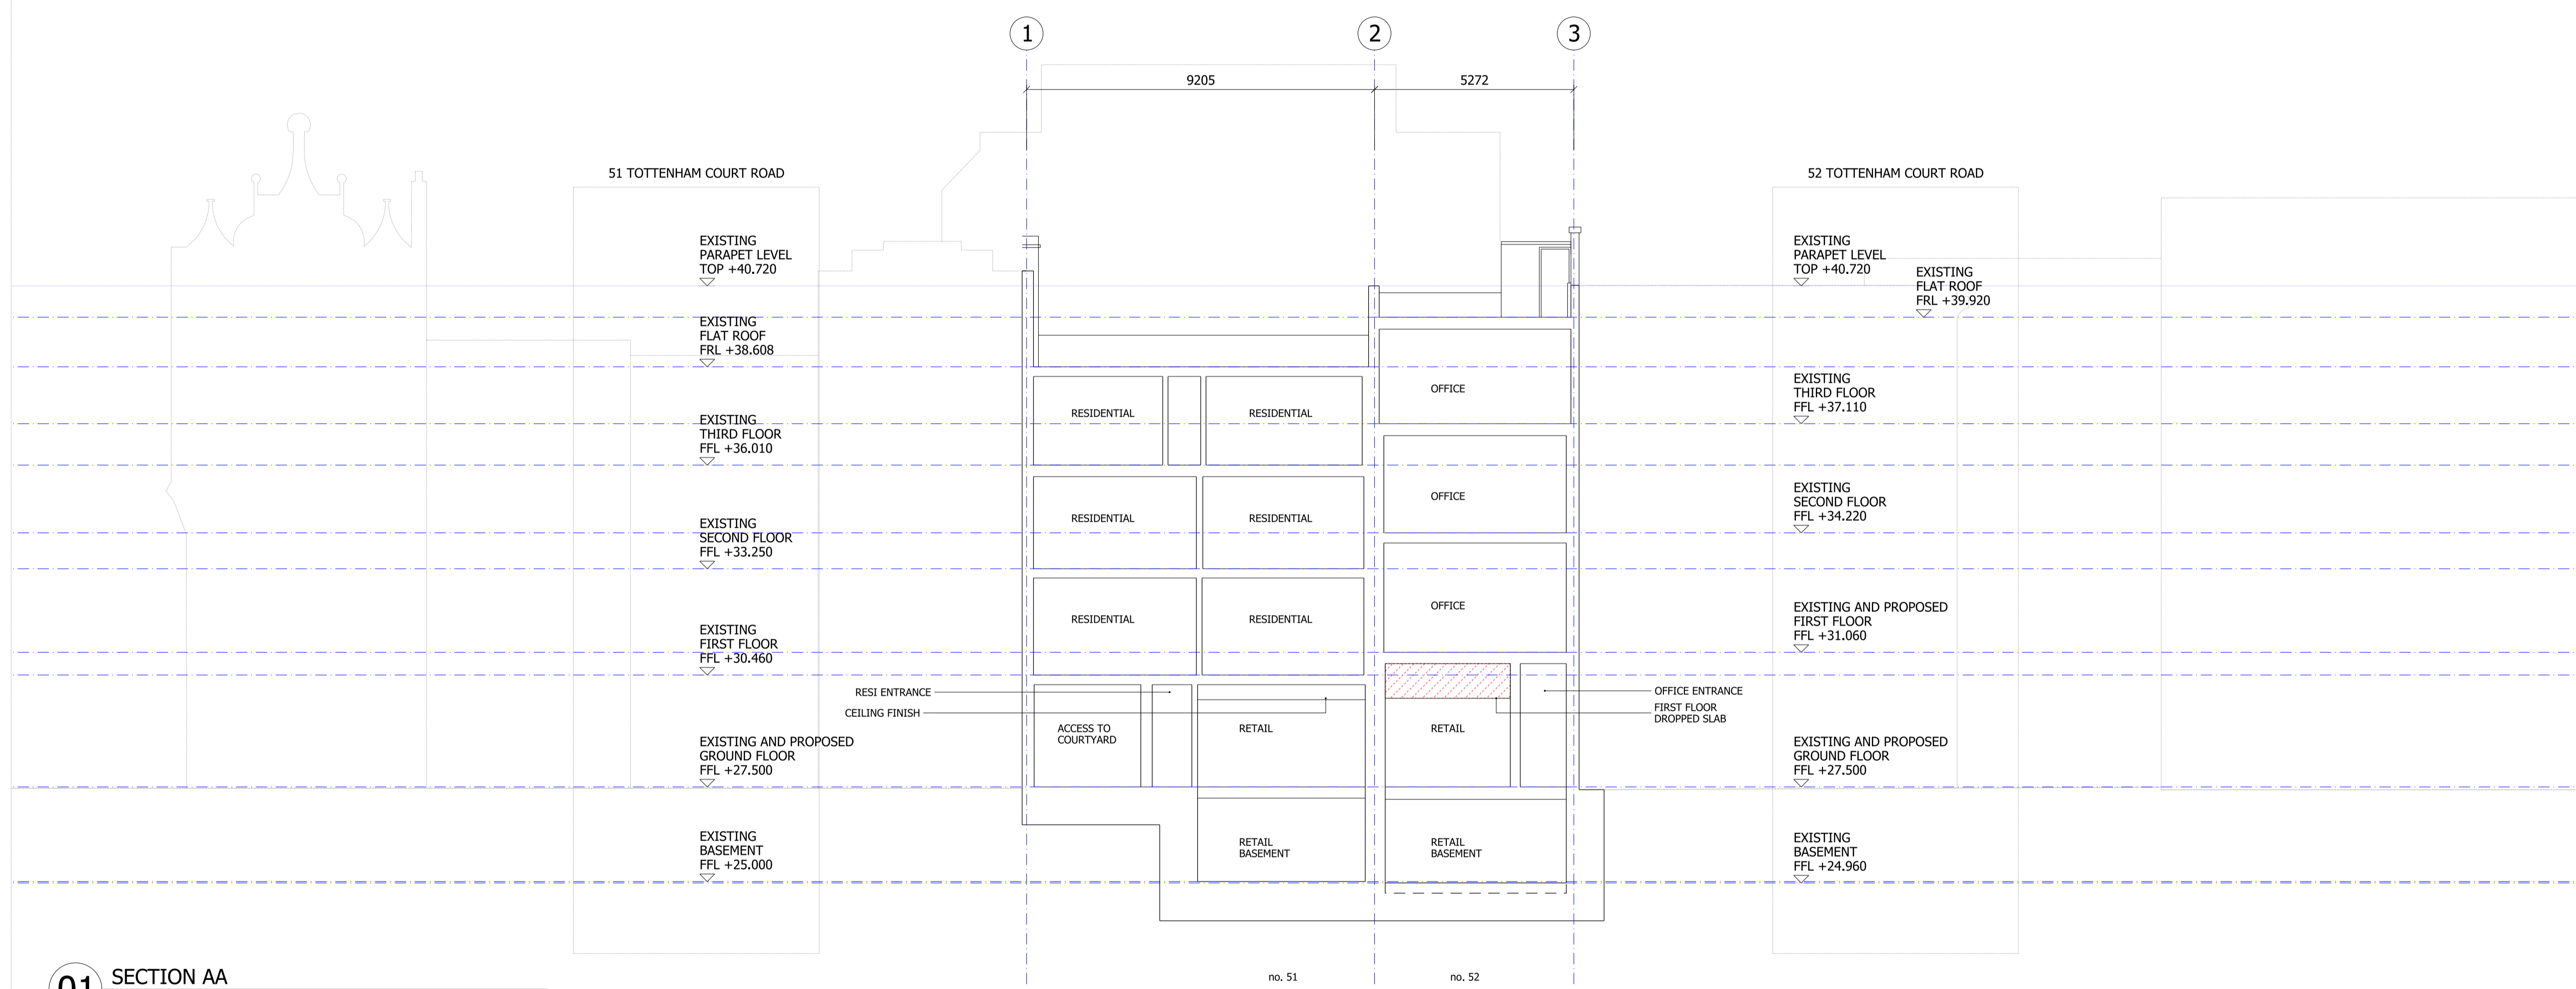 1
2
3
9205
5272
51 TOTTENHAM COURT ROAD
52 TOTTENHAM COURT ROAD
EXISTING
PARAPET LEVEL
TOP +40.720
EXISTING
FLAT ROOF
FRL +38.608
EXISTING
THIRD FLOOR
FFL +36.010
EXISTING
SECOND FLOOR
FFL +33.250
EXISTING
FIRST FLOOR
FFL +30.460
EXISTING AND PROPOSED
GROUND FLOOR
FFL +27.500
EXISTING
BASEMENT
FFL +25.000
RESIDENTIAL
RESIDENTIAL
OFFICE
RESIDENTIAL
RESIDENTIAL
OFFICE
RESIDENTIAL
RESIDENTIAL
OFFICE
RESI ENTRANCE
CEILING FINISH
ACCESS TO
COURTYARD
RETAIL
RETAIL
OFFICE ENTRANCE
FIRST FLOOR
DROPPED SLAB
RETAIL
BASEMENT
RETAIL
BASEMENT
EXISTING
PARAPET LEVEL
TOP +40.720
EXISTING
FLAT ROOF
FRL +39.920
EXISTING
THIRD FLOOR
FFL +37.110
EXISTING
SECOND FLOOR
FFL +34.220
EXISTING AND PROPOSED
FIRST FLOOR
FFL +31.060
EXISTING AND PROPOSED
GROUND FLOOR
FFL +27.500
EXISTING
BASEMENT
FFL +24.960
01
SECTION AA
no. 51
no. 52